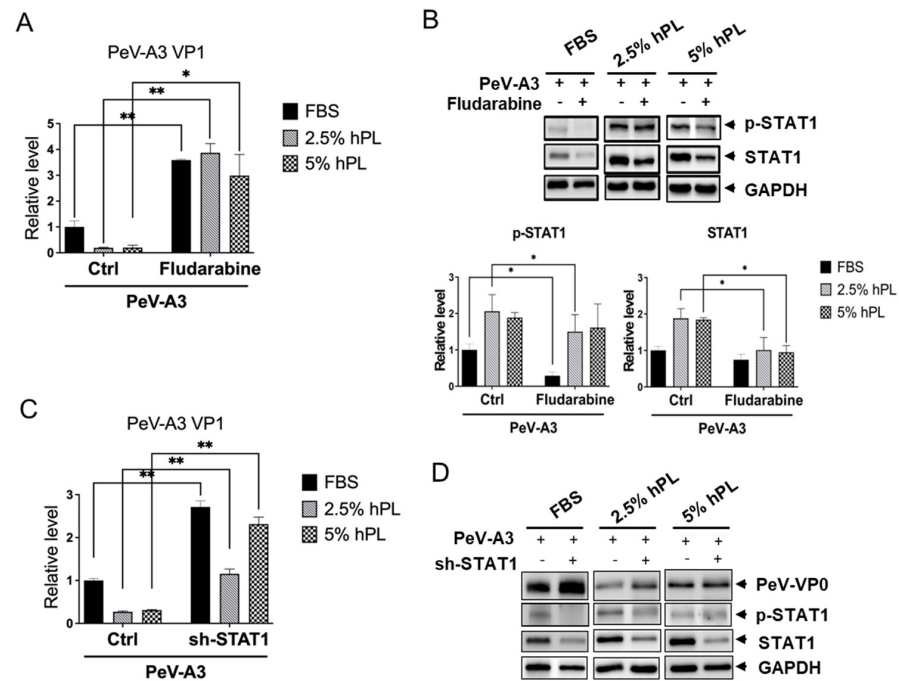 A
PeV-A3 VP1
*
**
**
FBS
2.5% hPL
5% hPL
Relative level
5
4
3
2
1
0
Ctrl Fludarabine
PeV-A3
B
FBS 2.5% hPL 5% hPL
PeV-A3 + + + + + +
Fludarabine - + - + - +
p-STAT1
STAT1
GAPDH
p-STAT1
*
*
Relative level
3
2
1
0
Ctrl Fludarabine
PeV-A3
STAT1
*
*
Relative level
3
2
1
0
Ctrl Fludarabine
PeV-A3
FBS
2.5% hPL
5% hPL
C
PeV-A3 VP1
**
**
**
FBS
2.5% hPL
5% hPL
Relative level
3
2
1
0
Ctrl sh-STAT1
PeV-A3
D
FBS 2.5% hPL 5% hPL
PeV-A3 + + + + + +
sh-STAT1 - + - + - +
PeV-VP0
p-STAT1
STAT1
GAPDH